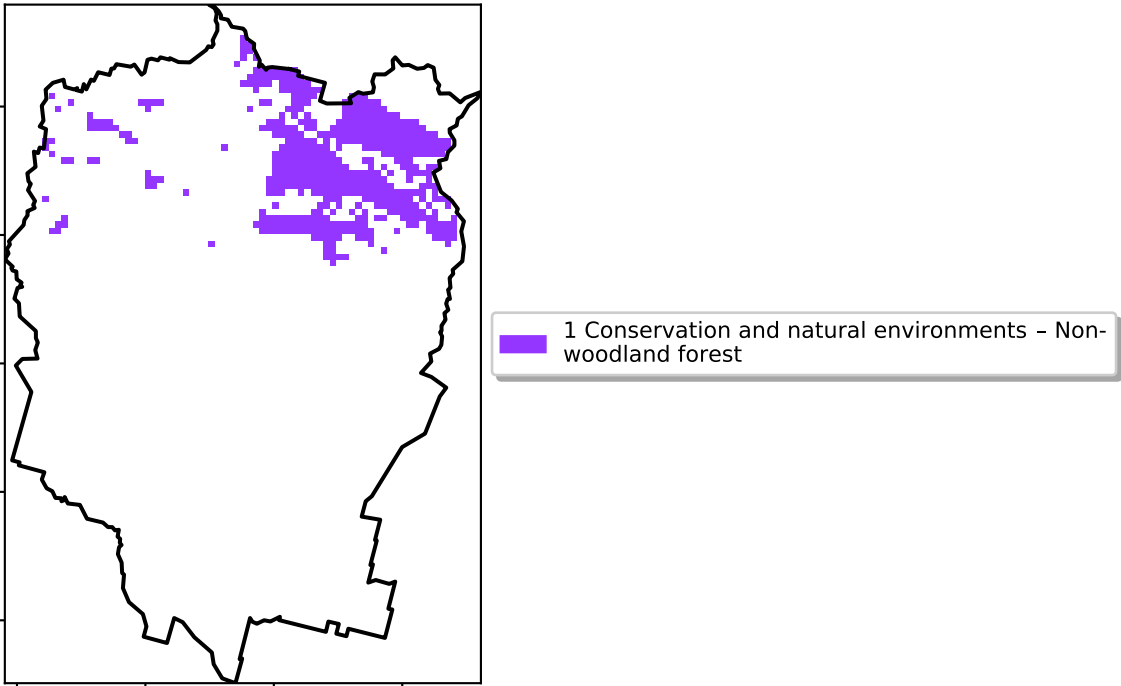 1 Conservation and natural environments – Non-
woodland forest